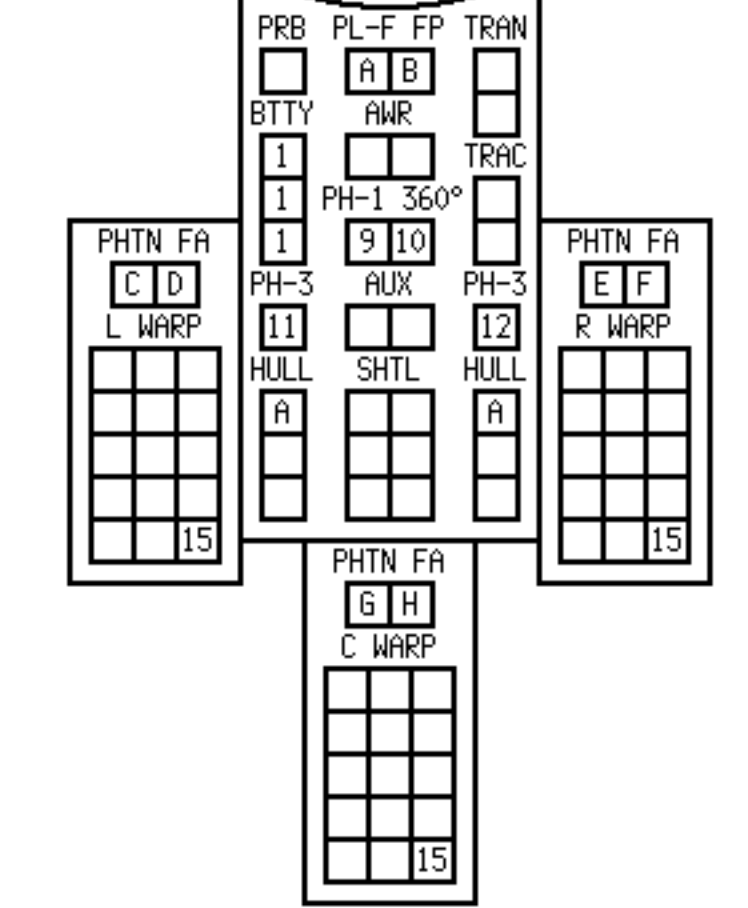 PRB PL-F FP TRAN
A B
BTTY AWR
1 TRAC
1 PH-1 360°
1 9 10
PHTN FA PHTN FA
C D E F
PH-3 AUX PH-3
L WARP 11 12 R WARP
HULL SHTL HULL
A A
15 15
PHTN FA
G H
C WARP
15